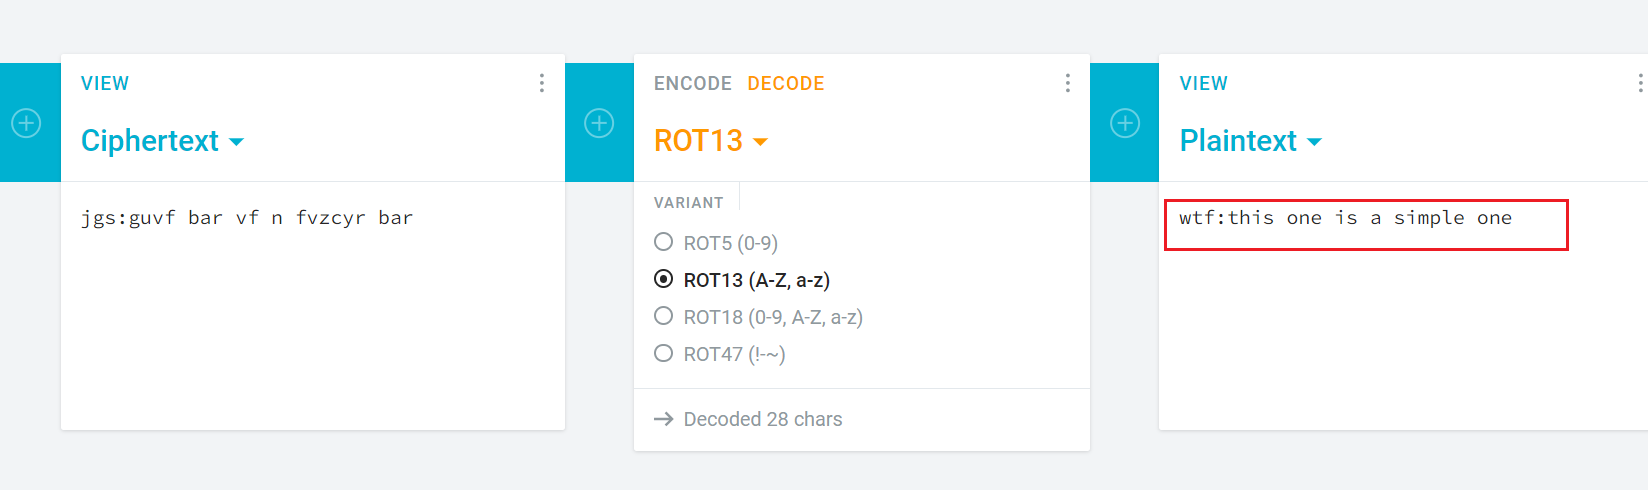 VIEW
Ciphertext
jgs:guvf bar vf n fvzcyr bar
ENCODE DECODE
ROT13
VARIANT
ROT5 (0-9)
ROT13 (A-Z, a-z)
ROT18 (0-9, A-Z, a-z)
ROT47 (!-~)
→ Decoded 28 chars
VIEW
Plaintext
wtf:this one is a simple one